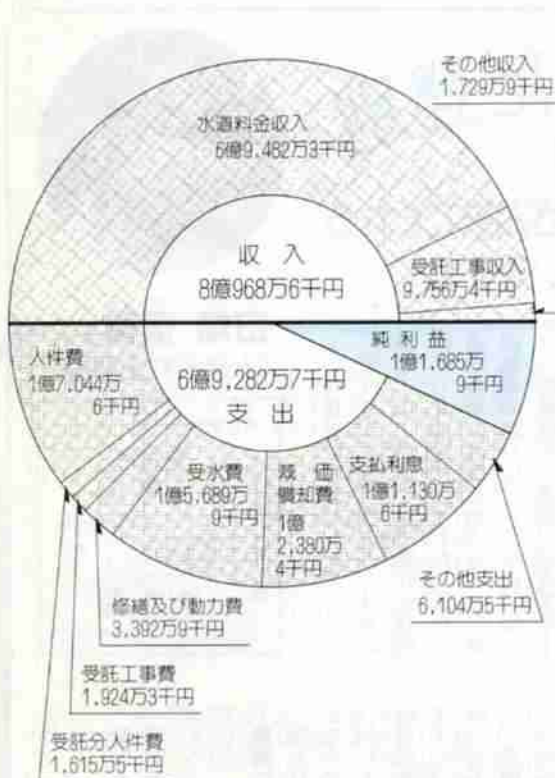 その他収入
1.729万9千円
水道料金収入
6億9.482万3千円
収入
8億968万6千円
受託工事収入
9.756万4千円
純利益
1億1.685万
9千円
人件費
1億7.044万
6千円
6億9.282万7千円
支出
受水費
1億5.689万
9千円
減価
償却費
1億
2.380万
4千円
支払利息
1億1.130万
6千円
その他支出
6.104万5千円
修繕及び動力費
3.392万9千円
受託工事費
1.924万3千円
受託分人件費
1.615万5千円